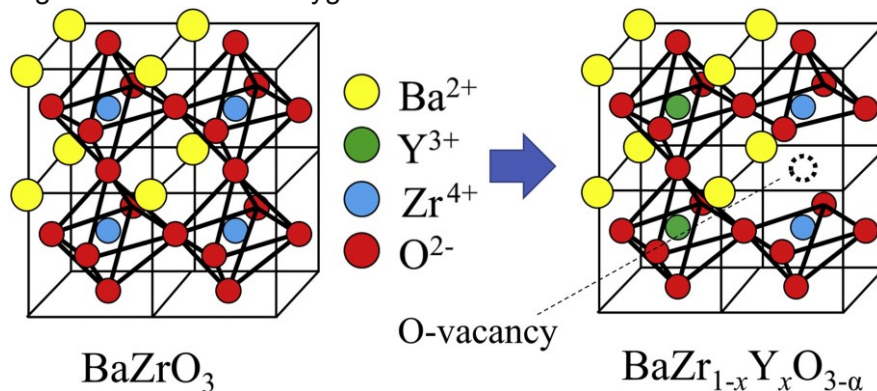 Ba²⁺
Y³⁺
Zr⁴⁺
O²⁻
O-vacancy
BaZrO₃
BaZr₁₋ₓYₓO₃₋α